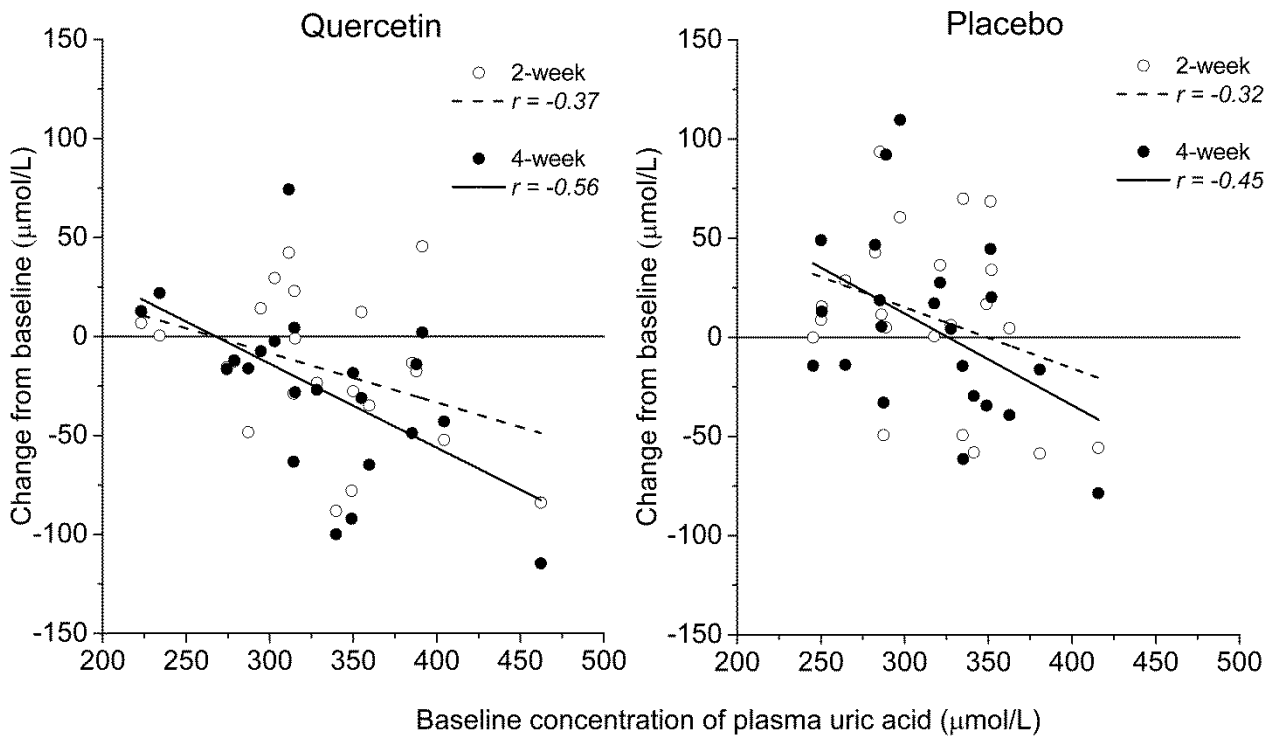 Quercetin
150
100
50
0
-50
-100
-150
200 250 300 350 400 450 500
Change from baseline (μmol/L)
2-week
r = -0.37
4-week
r = -0.56
Placebo
150
100
50
0
-50
-100
-150
200 250 300 350 400 450 500
Change from baseline (μmol/L)
2-week
r = -0.32
4-week
r = -0.45
Baseline concentration of plasma uric acid (μmol/L)